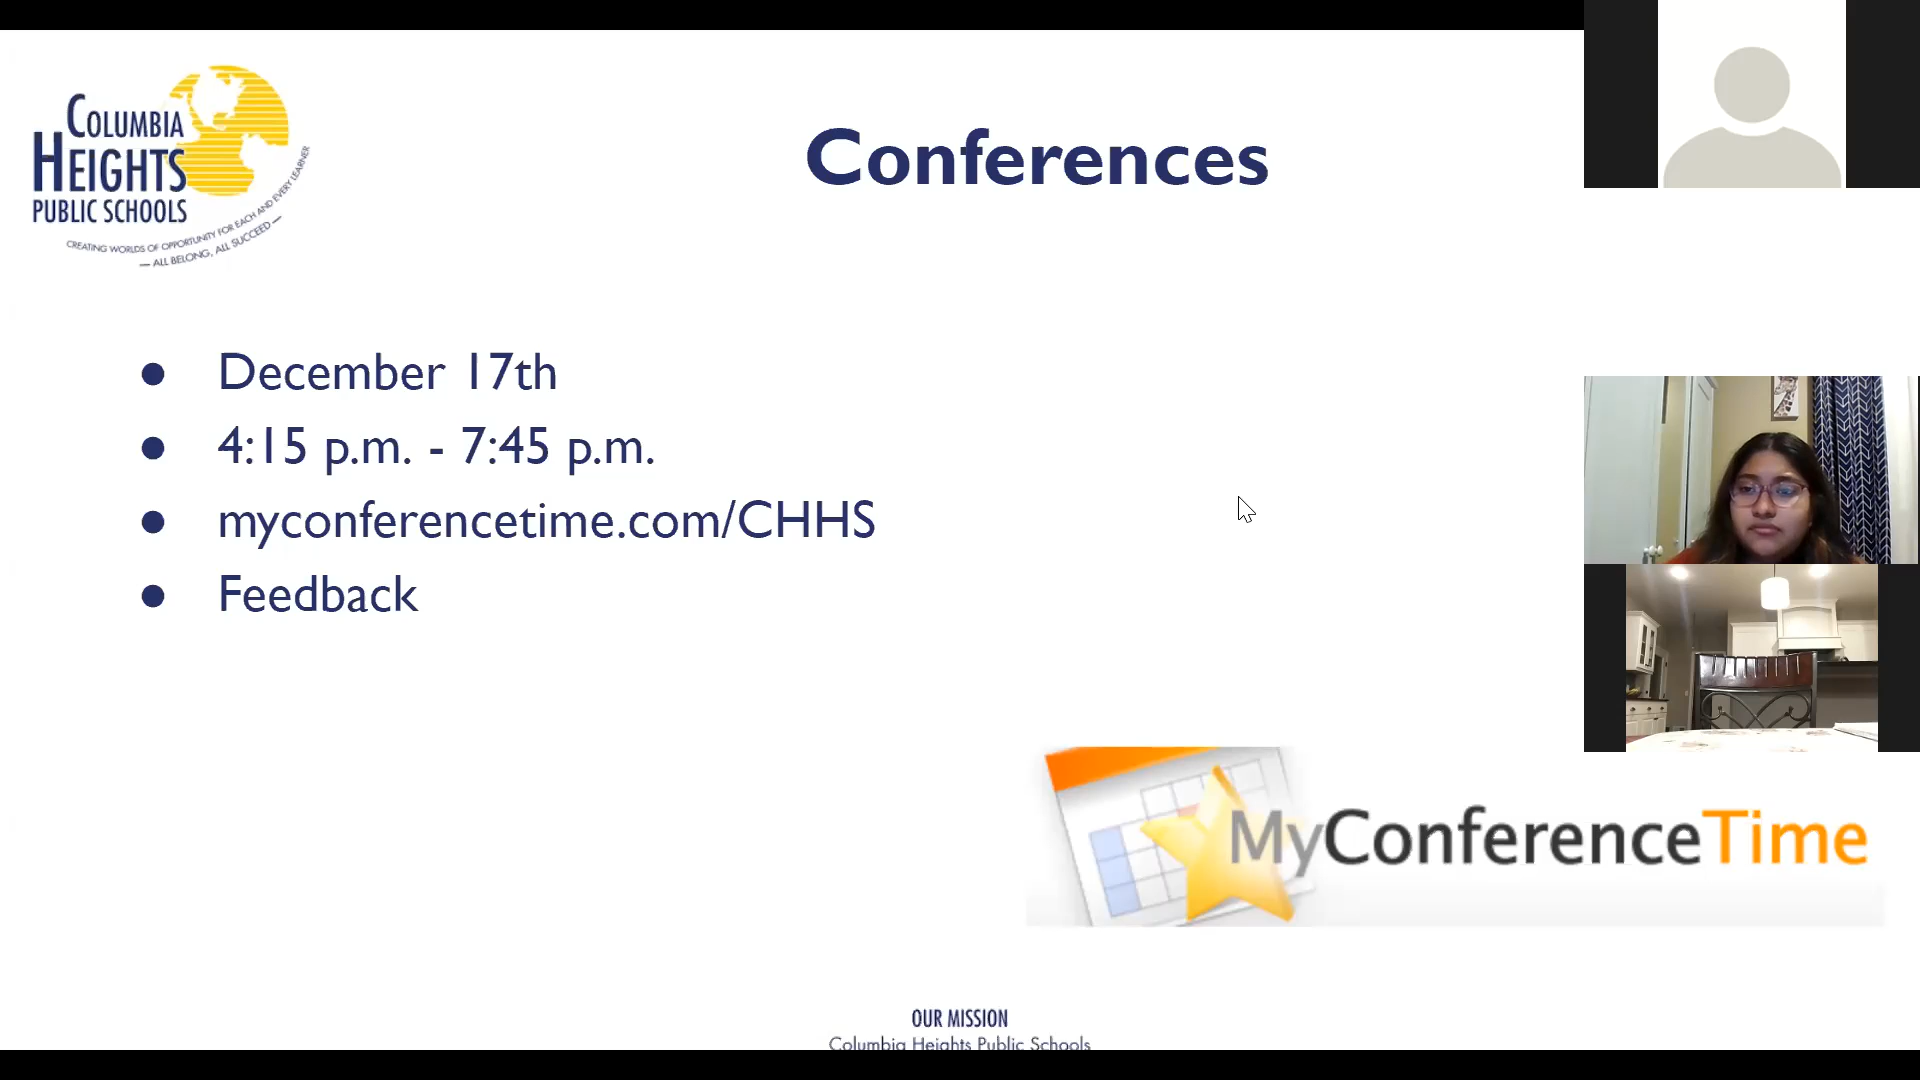 COLUMBIA
HEIGHTS
PUBLIC SCHOOLS
CREATING WORLDS OF OPPORTUNITY FOR EACH AND EVERY LEARNER
— ALL BELONG, ALL SUCCEED —
Conferences
● December 17th
● 4:15 p.m. - 7:45 p.m.
● myconferencetime.com/CHHS
● Feedback
MyConferenceTime
OUR MISSION
Columbia Heights Public Schools